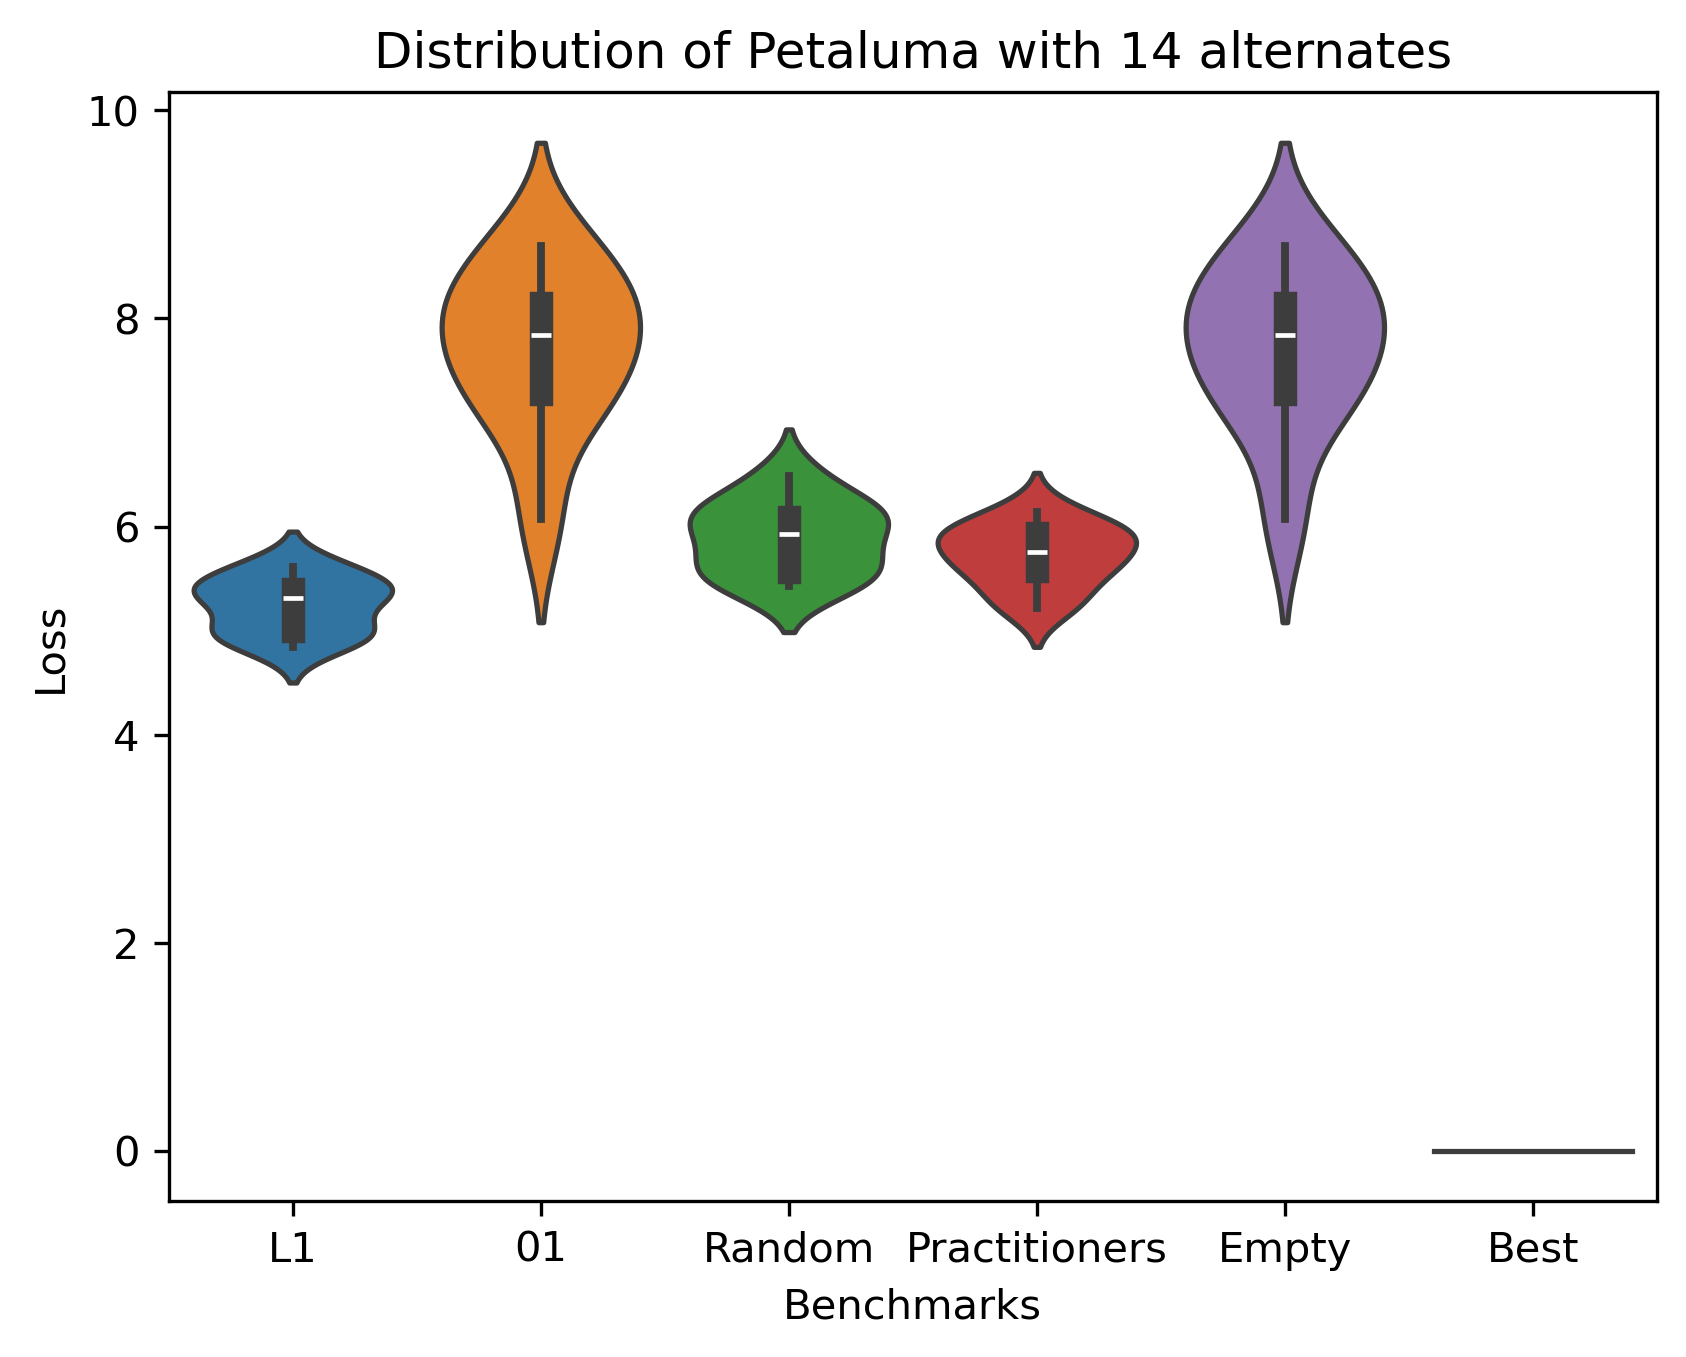 Distribution of Petaluma with 14 alternates
10
8
6
4
2
0
Loss
L1 01 Random Practitioners Empty Best
Benchmarks